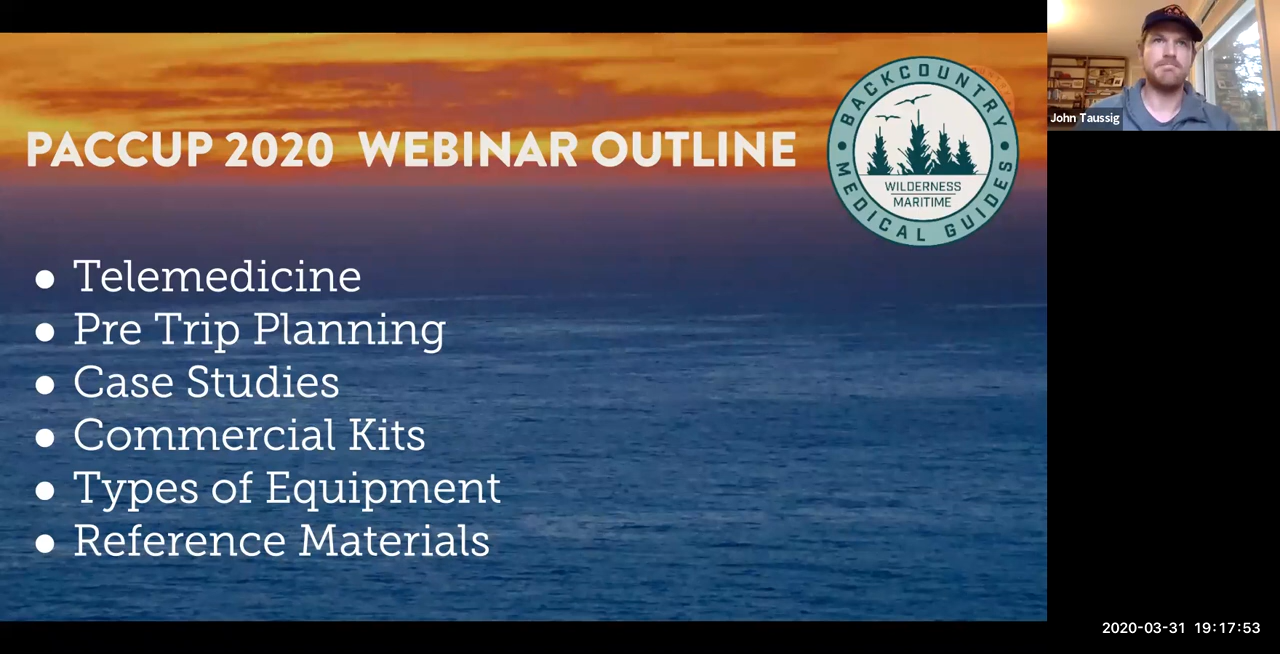 PACCUP 2020 WEBINAR OUTLINE
BACKCOUNTRY
WILDERNESS
MARITIME
MEDICAL GUIDES
John Taussig
● Telemedicine
● Pre Trip Planning
● Case Studies
● Commercial Kits
● Types of Equipment
● Reference Materials
2020-03-31 19:17:53